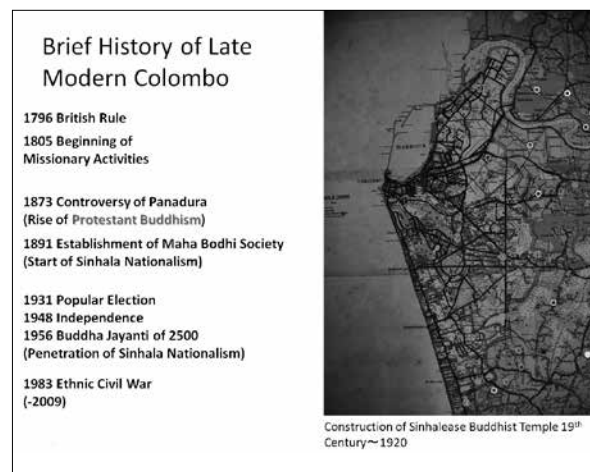 Brief History of Late
Modern Colombo
1796 British Rule
1805 Beginning of
Missionary Activities
1873 Controversy of Panadura
(Rise of Protestant Buddhism)
1891 Establishment of Maha Bodhi Society
(Start of Sinhala Nationalism)
1931 Popular Election
1948 Independence
1956 Buddha Jayanti of 2500
(Penetration of Sinhala Nationalism)
1983 Ethnic Civil War
(-2009)
Construction of Sinhalease Buddhist Temple 19th
Century～1920